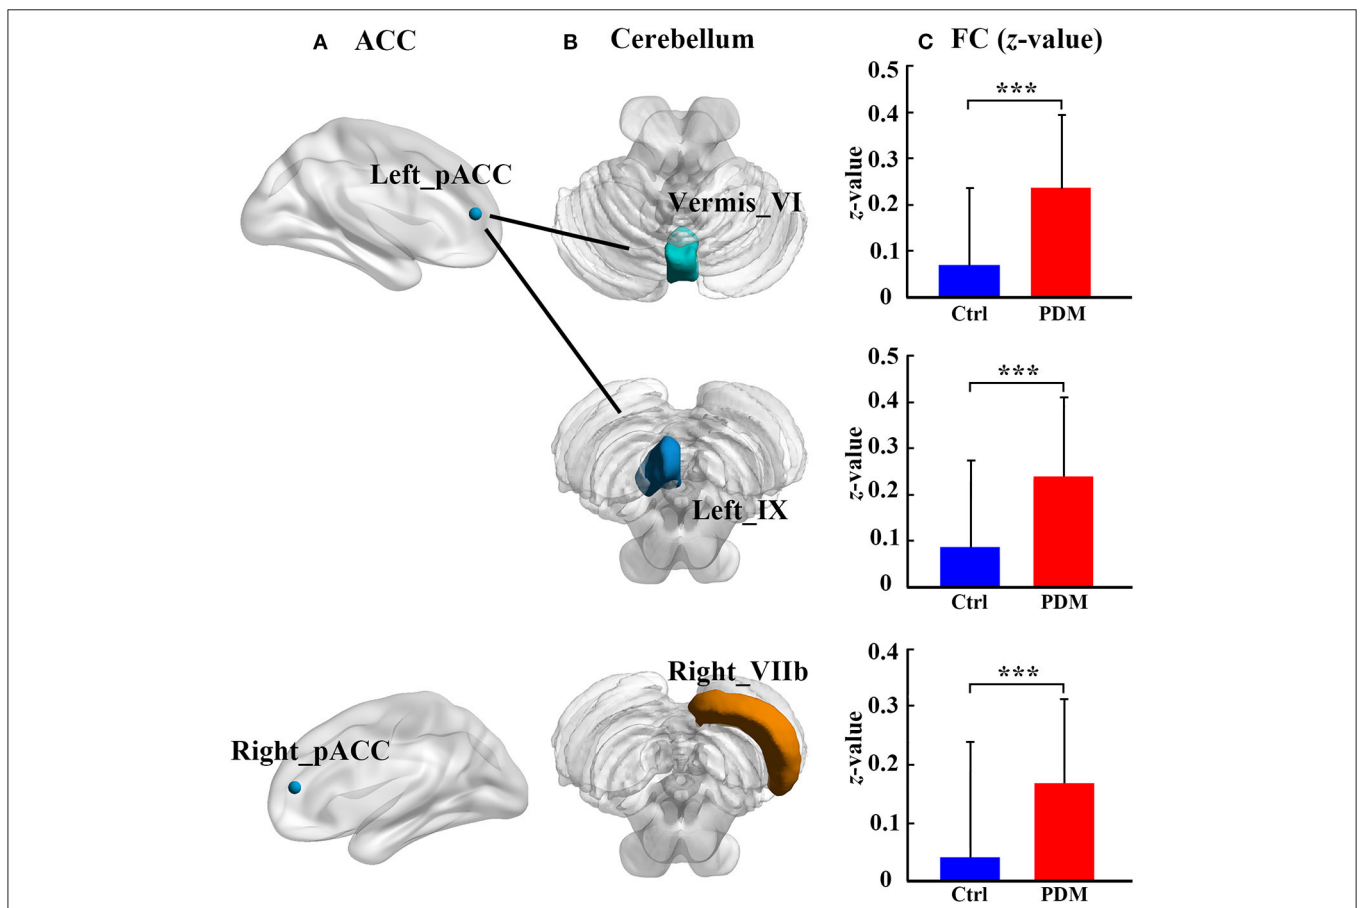 A ACC
B Cerebellum
C FC (z-value)
Left_pACC
Vermis_VI
0.5
0.4
0.3
0.2
0.1
0
z-value
***
Ctrl
PDM
Left_IX
0.5
0.4
0.3
0.2
0.1
0
z-value
***
Ctrl
PDM
Right_pACC
Right_VIIb
0.4
0.3
0.2
0.1
0
z-value
***
Ctrl
PDM